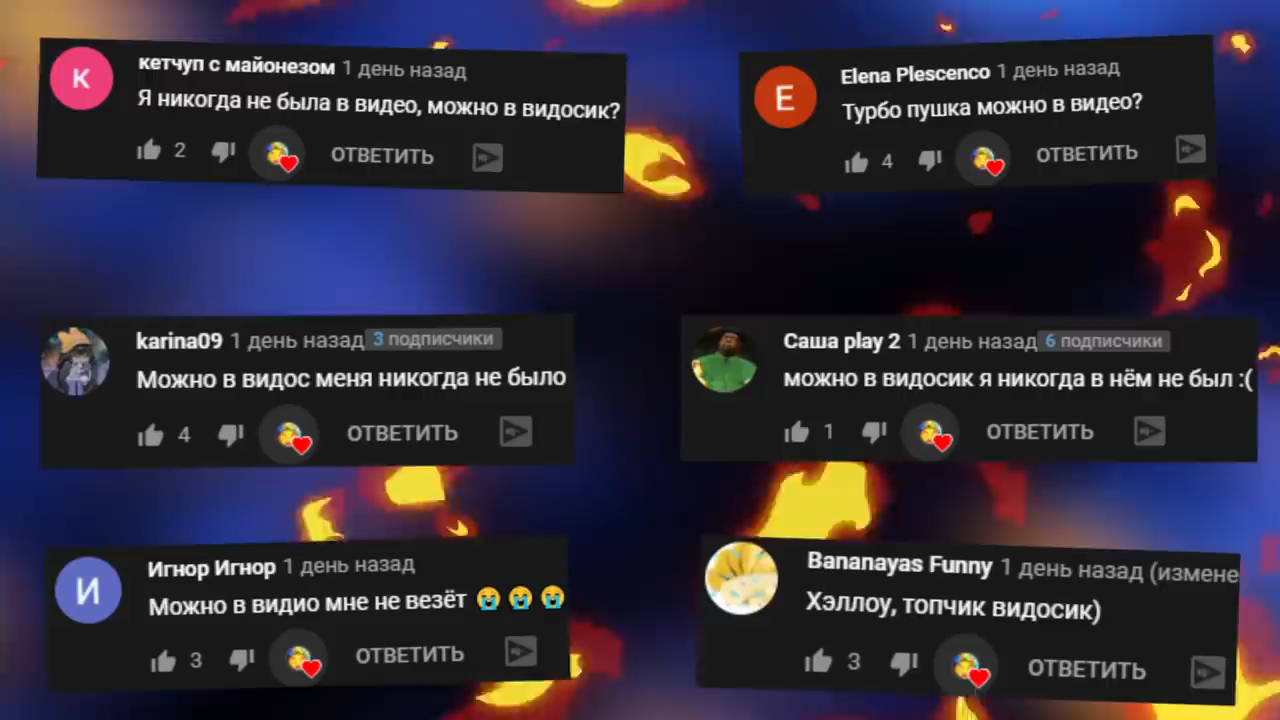 кетчуп с майонезом 1 день назад
Я никогда не была в видео, можно в видосик?
2 ОТВЕТИТЬ
Elena Plescenco 1 день назад
Турбо пушка можно в видео?
4 ОТВЕТИТЬ
karina09 1 день назад 3 подписчики
Можно в видос меня никогда не было
4 ОТВЕТИТЬ
Саша play 2 1 день назад 6 подписчики
можно в видосик я никогда в нём не был :(
1 ОТВЕТИТЬ
Игнор Игнор 1 день назад
Можно в видио мне не везёт 😭 😭 😭
3 ОТВЕТИТЬ
Bananayas Funny 1 день назад (измене
Хэллоу, топчик видосик)
3 ОТВЕТИТЬ